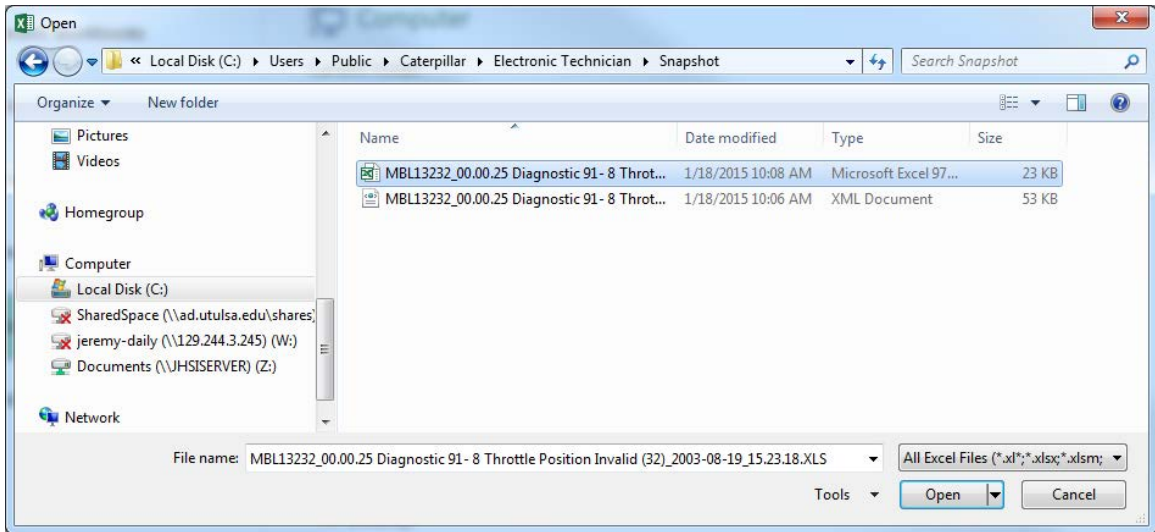 Open
Computer
« Local Disk (C:) ▸ Users ▸ Public ▸ Caterpillar ▸ Electronic Technician ▸ Snapshot
Search Snapshot
Organize
New folder
Pictures
Videos
Homegroup
Computer
Local Disk (C:)
SharedSpace (\\ad.utulsa.edu\shares)
jeremy-daily (\\129.244.3.245) (W:)
Documents (\\JHSISERVER) (Z:)
Network
Name Date modified Type Size
MBL13232_00.00.25 Diagnostic 91- 8 Throt... 1/18/2015 10:08 AM Microsoft Excel 97... 23 KB
MBL13232_00.00.25 Diagnostic 91- 8 Throt... 1/18/2015 10:06 AM XML Document 53 KB
File name: MBL13232_00.00.25 Diagnostic 91- 8 Throttle Position Invalid (32)_2003-08-19_15.23.18.XLS
All Excel Files (*.xl*;*.xlsx;*.xlsm;
Tools
Open
Cancel